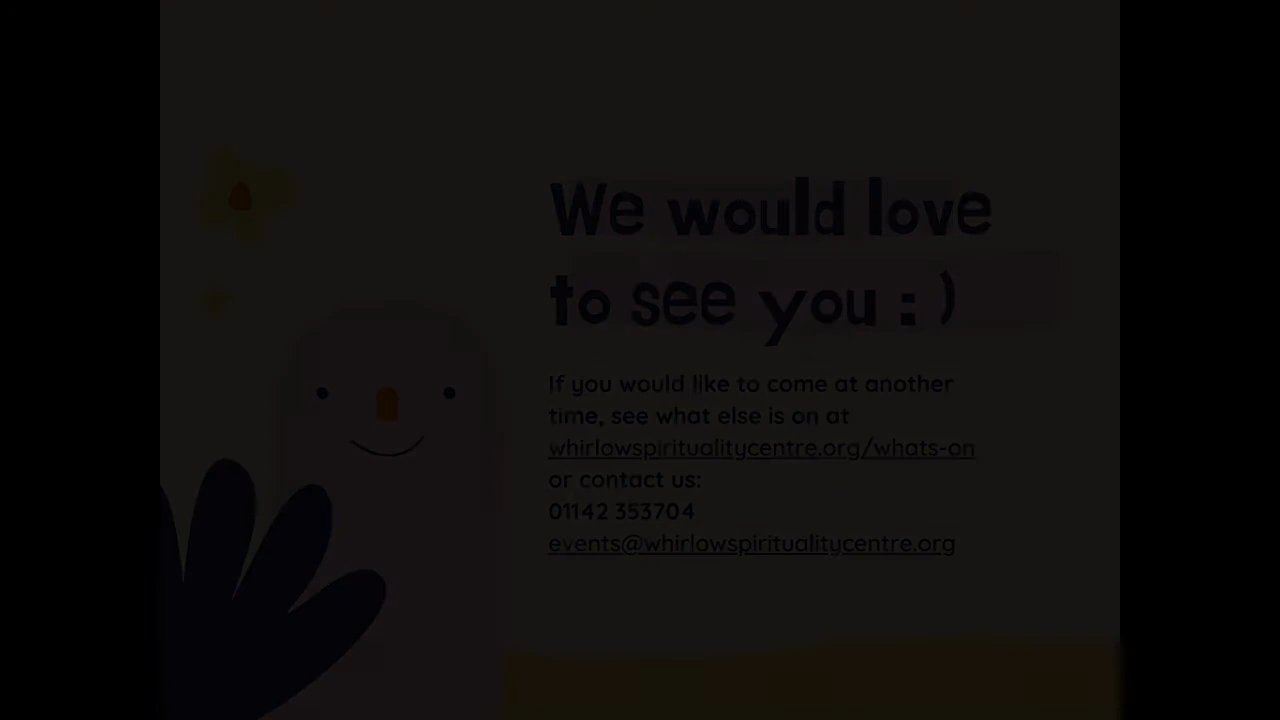 We would love
to see you : )
If you would like to come at another
time, see what else is on at
whirlowspiritualitycentre.org/whats-on
or contact us:
01142 353704
events@whirlowspiritualitycentre.org